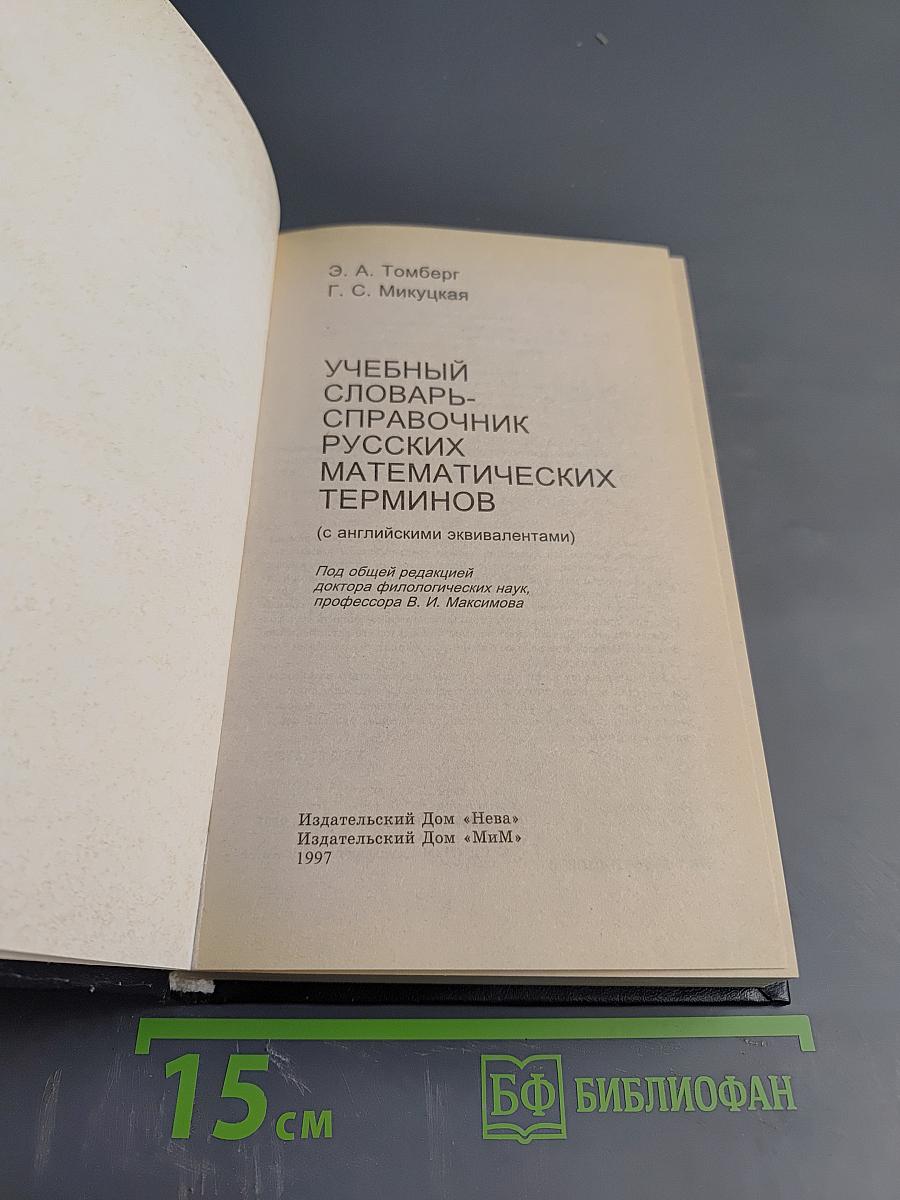 Э. А. Томберг
Г. С. Микуцкая
УЧЕБНЫЙ
СЛОВАРЬ-
СПРАВОЧНИК
РУССКИХ
МАТЕМАТИЧЕСКИХ
ТЕРМИНОВ
(с английскими эквивалентами)
Под общей редакцией
доктора филологических наук,
профессора В. И. Максимова
Издательский Дом «Нева»
Издательский Дом «МиМ»
1997
15 см
БФ БИБЛИОФАН